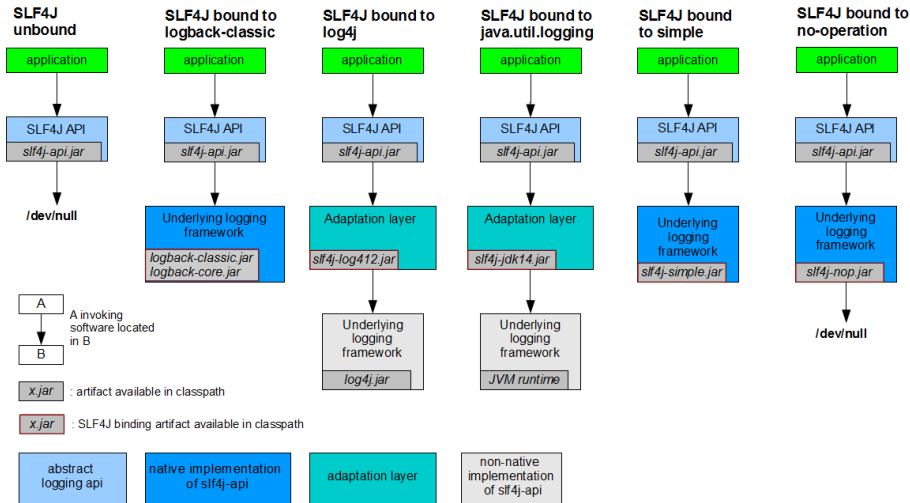 SLF4J
unbound
SLF4J bound to
logback-classic
SLF4J bound to
log4j
SLF4J bound to
java.util.logging
SLF4J bound
to simple
SLF4J bound to
no-operation
application
application
application
application
application
application
SLF4J API
slf4j-api.jar
SLF4J API
slf4j-api.jar
SLF4J API
slf4j-api.jar
SLF4J API
slf4j-api.jar
SLF4J API
slf4j-api.jar
SLF4J API
slf4j-api.jar
/dev/null
Underlying logging
framework
logback-classic.jar
logback-core.jar
Adaptation layer
slf4j-log412.jar
Adaptation layer
slf4j-jdk14.jar
Underlying
logging
framework
slf4j-simple.jar
Underlying
logging
framework
slf4j-nop.jar
Underlying
logging
framework
log4j.jar
Underlying
logging
framework
JVM runtime
/dev/null
A
B
A invoking
software located
in B
x.jar
: artifact available in classpath
x.jar
: SLF4J binding artifact available in classpath
abstract
logging api
native implementation
of slf4j-api
adaptation layer
non-native
implementation
of slf4j-api